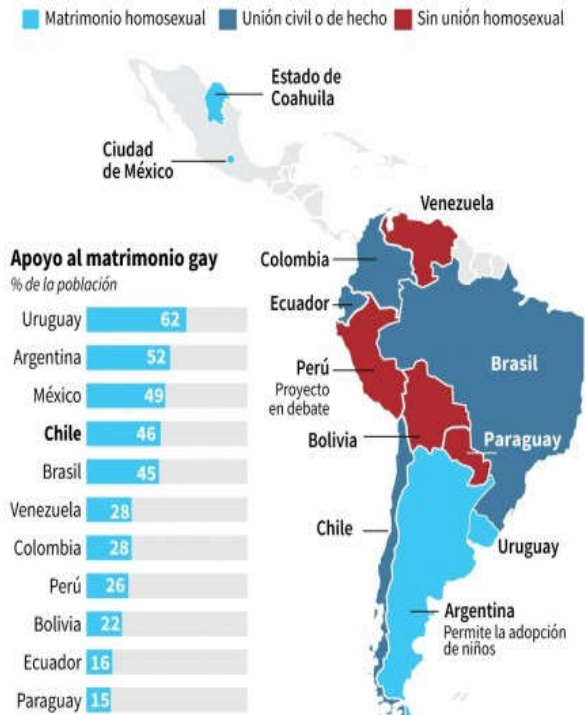 Matrimonio homosexual Unión civil o de hecho Sin unión homosexual
Estado de
Coahuila
Ciudad
de México
Venezuela
Colombia
Ecuador
Perú
Proyecto
en debate
Brasil
Bolivia
Paraguay
Chile
Uruguay
Argentina
Permite la adopción
de niños
Apoyo al matrimonio gay
% de la población
Uruguay 62
Argentina 52
México 49
Chile 46
Brasil 45
Venezuela 28
Colombia 28
Perú 26
Bolivia 22
Ecuador 16
Paraguay 15